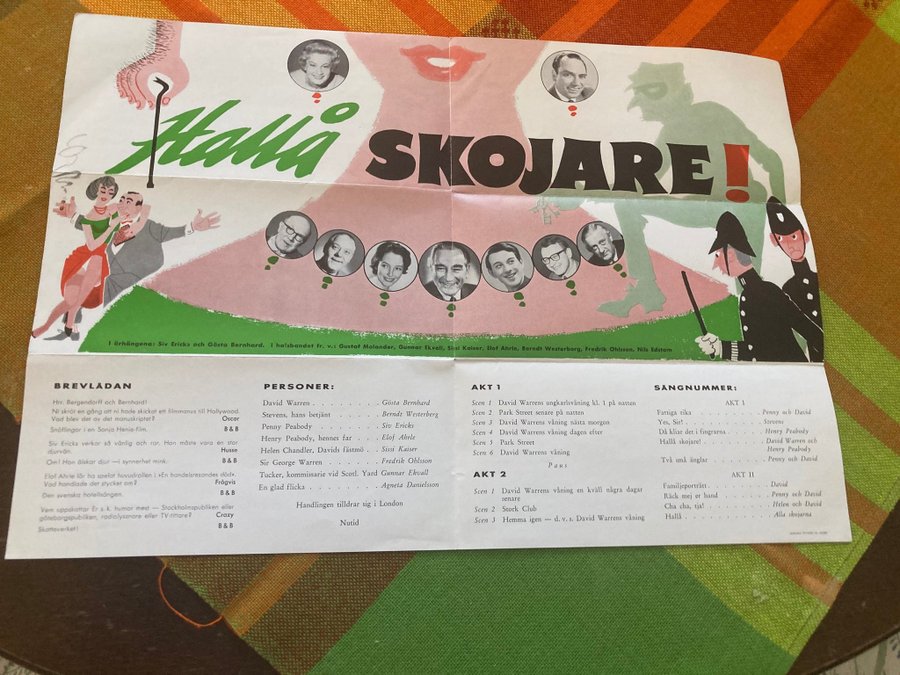 Hallå SKOJARE!
I örhängena: Siv Ericks och Gösta Bernhard. I halsbandet fr. v.: Gustaf Molander, Gunnar Ekvall, Sissi Kaiser, Elof Ahrle, Berndt Westerborg, Fredrik Ohlsson, Nils Edstam
BREVLÅDAN
Hrr. Bergendorff och Bernhard!
Ni skröt en gång att ni hade skickat ett filmmanus till Hollywood.
Vad blev det av det manuskriptet?
Oscar
Snöflingor i en Sonja Henie-film.
B & B
Siv Ericks verkar så vänlig och rar. Hon måste vara en stor
djurvän.
Husse
Om! Hon älskar djur — synnerhet mink.
B & B
Elof Ahrle får ju spela huvudrollen i »En handelsresandes död».
Vad handlade det stycket om?
Frågvis
Den svenska hotellsången.
B & B
Vem uppskattar Er s. k. humor mest — Stockholmspubliken eller
göteborgspubliken, radiolyssnare eller TV-tittare?
Crazy
Skatteverket!
B & B
PERSONER:
David Warren . . . . . . . Gösta Bernhard
Stevens, hans betjänt . . . . Berndt Westerberg
Penny Peabody . . . . . . . Siv Ericks
Henry Peabody, hennes far . . . . Elof Ahrle
Helen Chandler, Davids fästmö . . . Sissi Kaiser
Sir George Warren . . . . . Fredrik Ohlsson
Tucker, kommissarie vid Scotl. Yard Gunnar Ekvall
En glad flicka . . . . . . Agneta Danielsson
Handlingen tilldrar sig i London
Nutid
AKT 1
Scen 1 David Warrens ungkarlsvåning kl. 1 på natten
Scen 2 Park Street senare på natten
Scen 3 David Warrens våning nästa morgon
Scen 4 David Warrens våning dagen efter
Scen 5 Park Street
Scen 6 David Warrens våning
Paus
AKT 2
Scen 1 David Warrens våning en kväll några dagar
senare
Scen 2 Stork Club
Scen 3 Hemma igen — d. v. s. David Warrens våning
SÅNGNUMMER:
AKT I
Fattiga rika . . . . . . Penny och David
Yes, Sir! . . . . . . . Stevens
Då kliar det i fingrarna . . . Henry Peabody
Hallå skojare! . . . . . David Warren och
Henry Peabody
Två små änglar . . . . . Penny och David
AKT II
Familjeporträtt . . . . . . David
Räck mej er hand . . . . Penny och David
Cha cha, tja! . . . . . . Helen och David
Hallå . . . . . . . . Alla skojarna